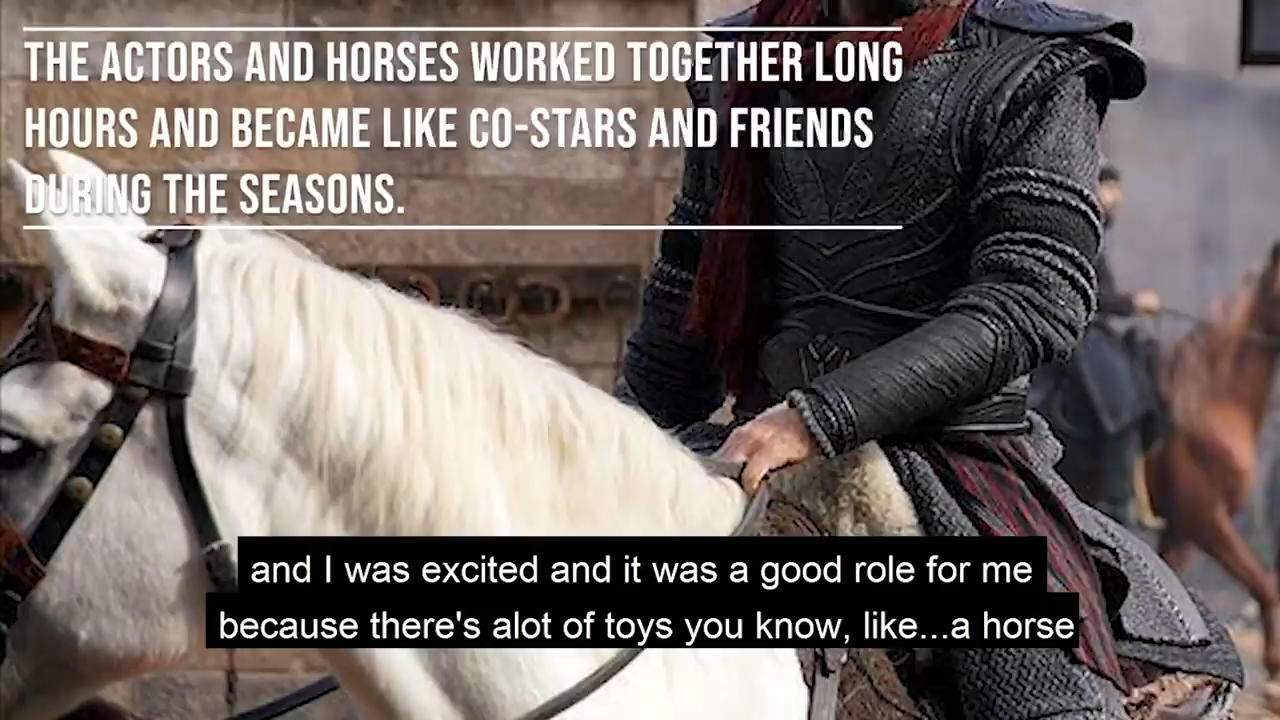 THE ACTORS AND HORSES WORKED TOGETHER LONG
HOURS AND BECAME LIKE CO-STARS AND FRIENDS
DURING THE SEASONS.
and I was excited and it was a good role for me
because there's alot of toys you know, like...a horse